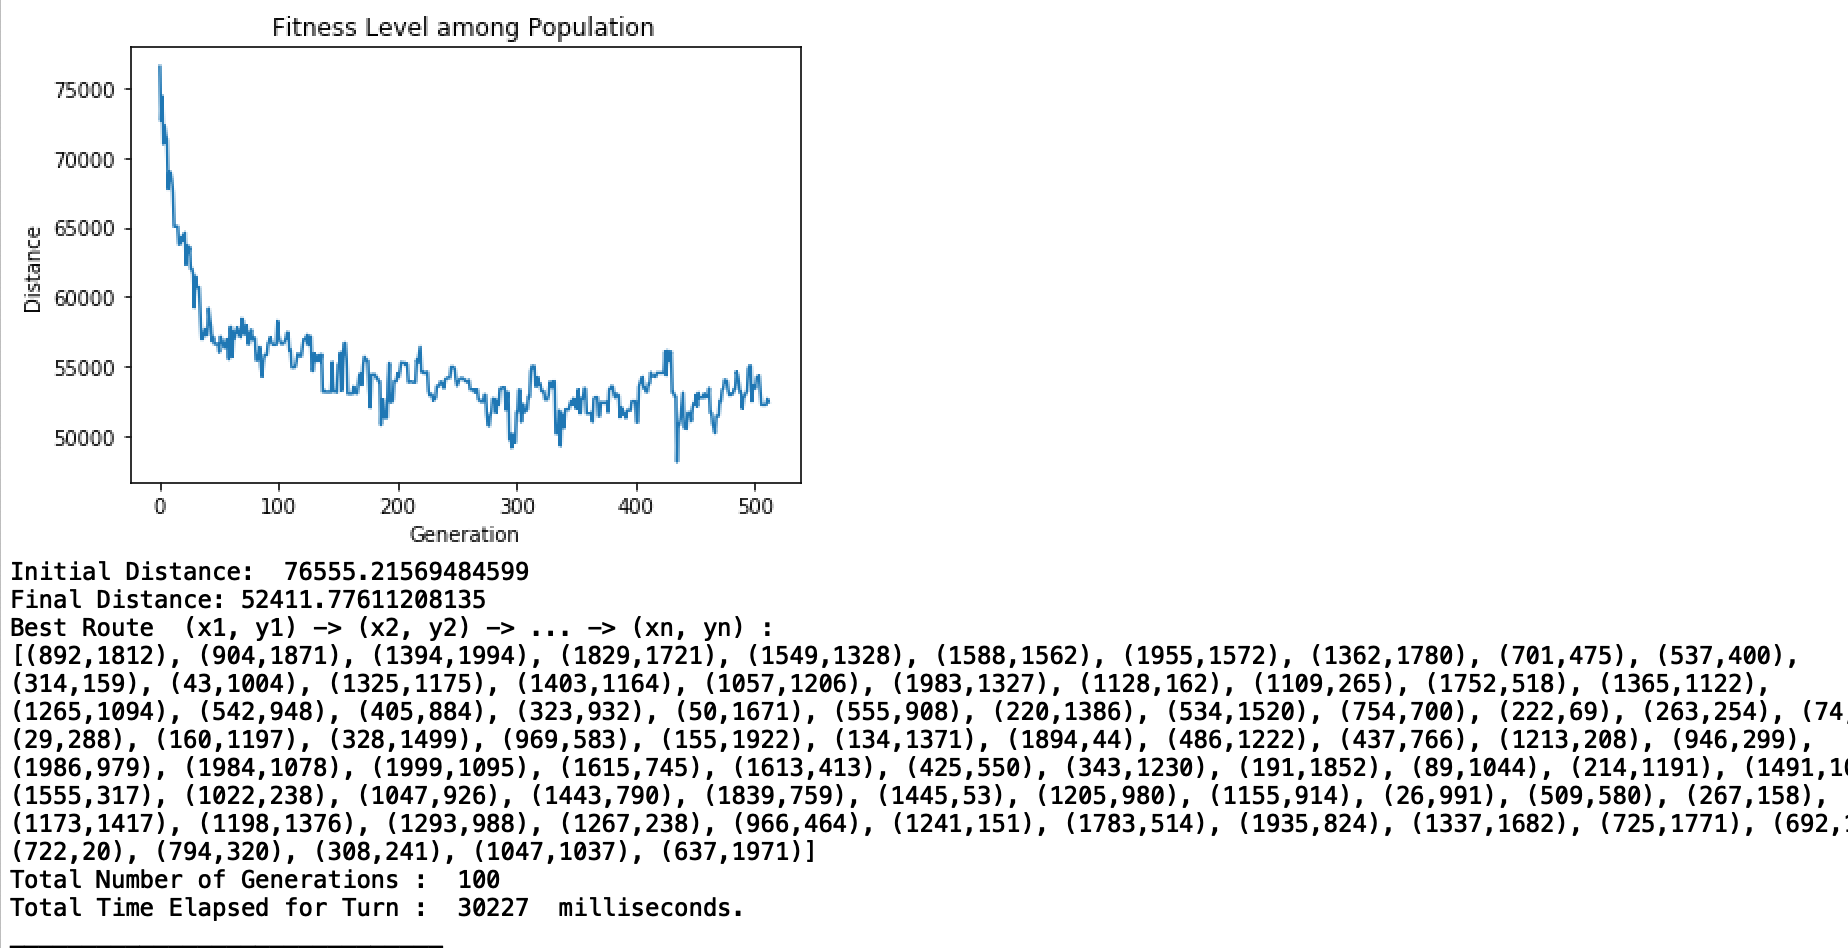 Fitness Level among Population
75000
70000
65000
60000
55000
50000
Distance
0 100 200 300 400 500
Generation
Initial Distance:  76555.21569484599
Final Distance: 52411.77611208135
Best Route  (x1, y1) —> (x2, y2) —> ... —> (xn, yn) :
[(892,1812), (904,1871), (1394,1994), (1829,1721), (1549,1328), (1588,1562), (1955,1572), (1362,1780), (701,475), (537,400),
(314,159), (43,1004), (1325,1175), (1403,1164), (1057,1206), (1983,1327), (1128,162), (1109,265), (1752,518), (1365,1122),
(1265,1094), (542,948), (405,884), (323,932), (50,1671), (555,908), (220,1386), (534,1520), (754,700), (222,69), (263,254), (74,
(29,288), (160,1197), (328,1499), (969,583), (155,1922), (134,1371), (1894,44), (486,1222), (437,766), (1213,208), (946,299),
(1986,979), (1984,1078), (1999,1095), (1615,745), (1613,413), (425,550), (343,1230), (191,1852), (89,1044), (214,1191), (1491,10
(1555,317), (1022,238), (1047,926), (1443,790), (1839,759), (1445,53), (1205,980), (1155,914), (26,991), (509,580), (267,158),
(1173,1417), (1198,1376), (1293,988), (1267,238), (966,464), (1241,151), (1783,514), (1935,824), (1337,1682), (725,1771), (692,1
(722,20), (794,320), (308,241), (1047,1037), (637,1971)]
Total Number of Generations :  100
Total Time Elapsed for Turn :  30227  milliseconds.